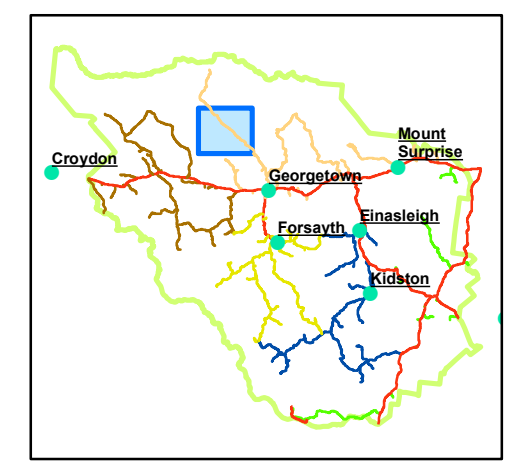 Mount
Surprise
Croydon
Georgetown
Forsayth
Einasleigh
Kidston